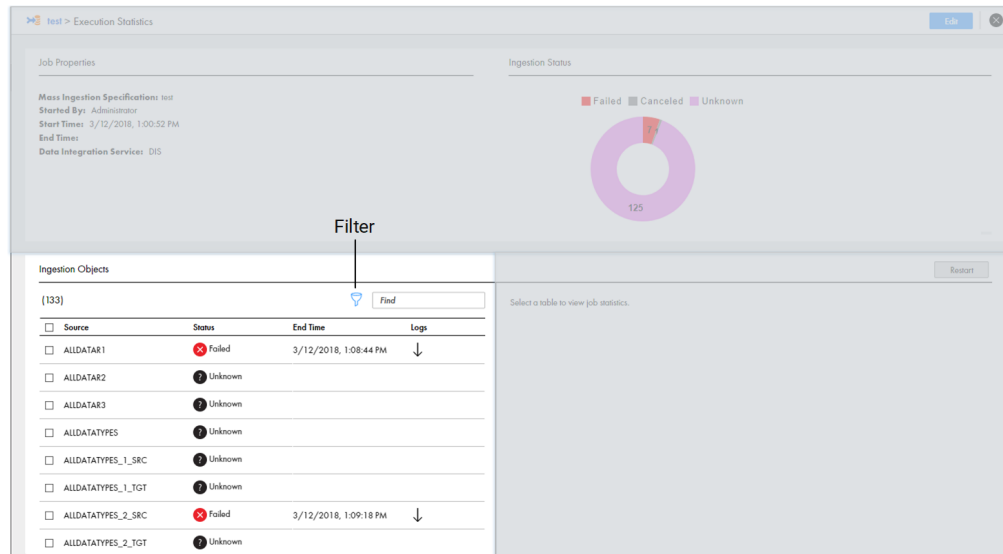 test > Execution Statistics
Edit
Job Properties
Mass Ingestion Specification: test
Started By: Administrator
Start Time: 3/12/2018, 1:00:52 PM
End Time:
Data Integration Service: DIS
Ingestion Status
Failed Canceled Unknown
7
125
Filter
Ingestion Objects
Restart
(133)
Find
Select a table to view job statistics.
Source Status End Time Logs
ALLDATAR1 Failed 3/12/2018, 1:08:44 PM
ALLDATAR2 ? Unknown
ALLDATAR3 ? Unknown
ALLDATATYPES ? Unknown
ALLDATATYPES_1_SRC ? Unknown
ALLDATATYPES_1_TGT ? Unknown
ALLDATATYPES_2_SRC Failed 3/12/2018, 1:09:18 PM
ALLDATATYPES_2_TGT ? Unknown